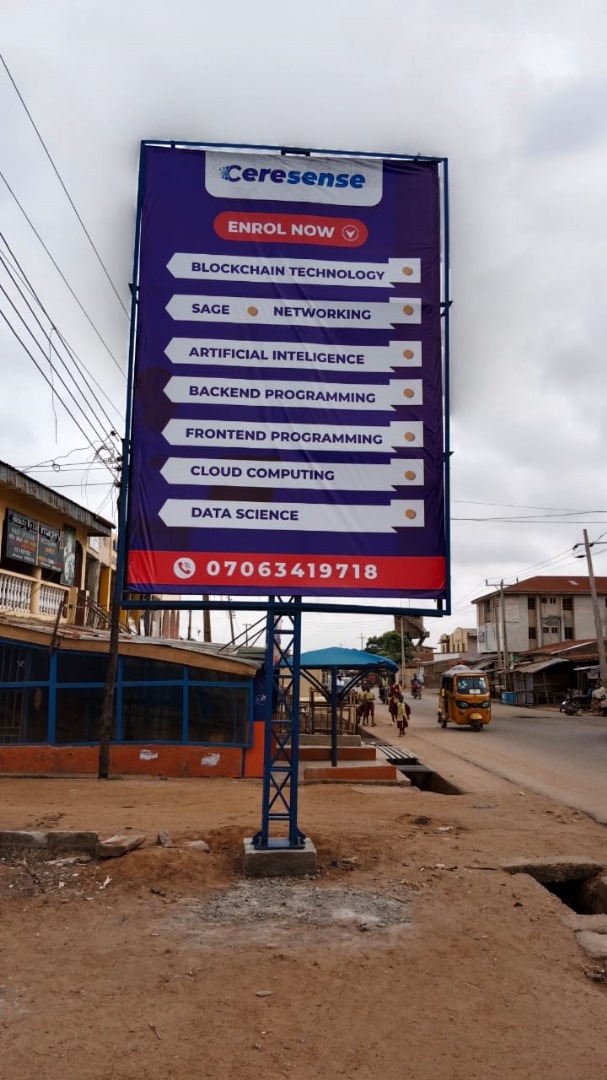 Ceresense
ENROL NOW
BLOCKCHAIN TECHNOLOGY
SAGE NETWORKING
ARTIFICIAL INTELIGENCE
BACKEND PROGRAMMING
FRONTEND PROGRAMMING
CLOUD COMPUTING
DATA SCIENCE
07063419718